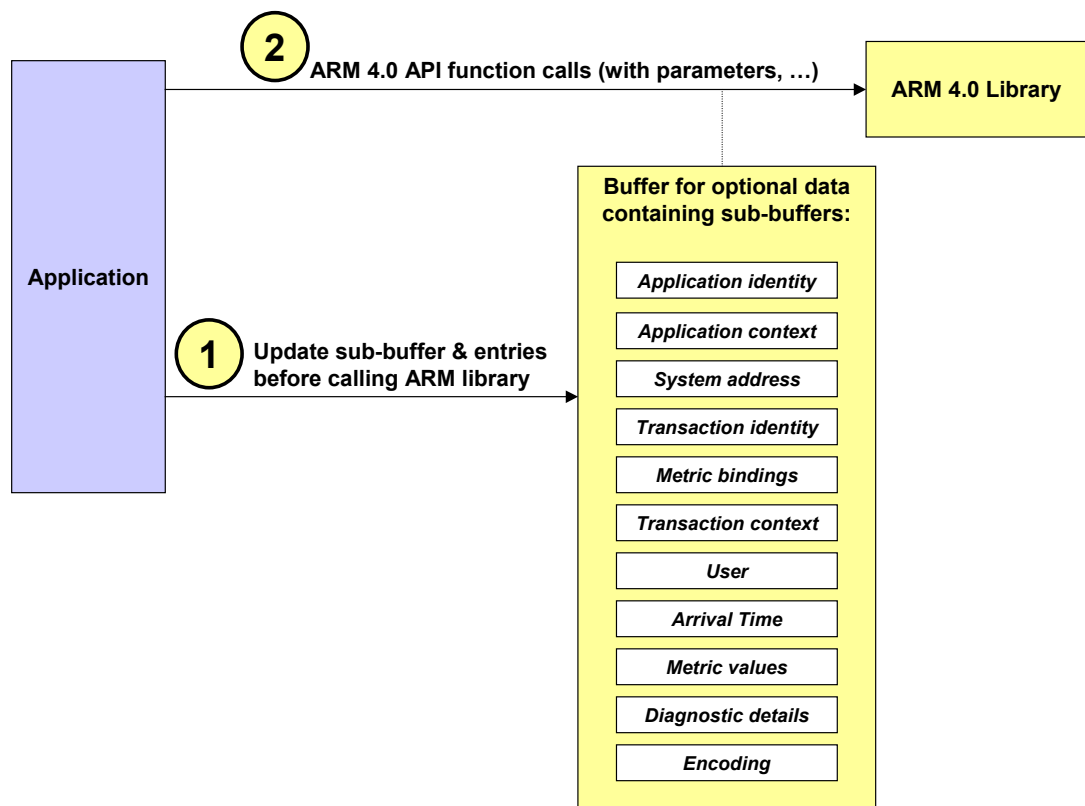 2
ARM 4.0 API function calls (with parameters, …)
ARM 4.0 Library
Application
1
Update sub-buffer & entries
before calling ARM library
Buffer for optional data
containing sub-buffers:
Application identity
Application context
System address
Transaction identity
Metric bindings
Transaction context
User
Arrival Time
Metric values
Diagnostic details
Encoding